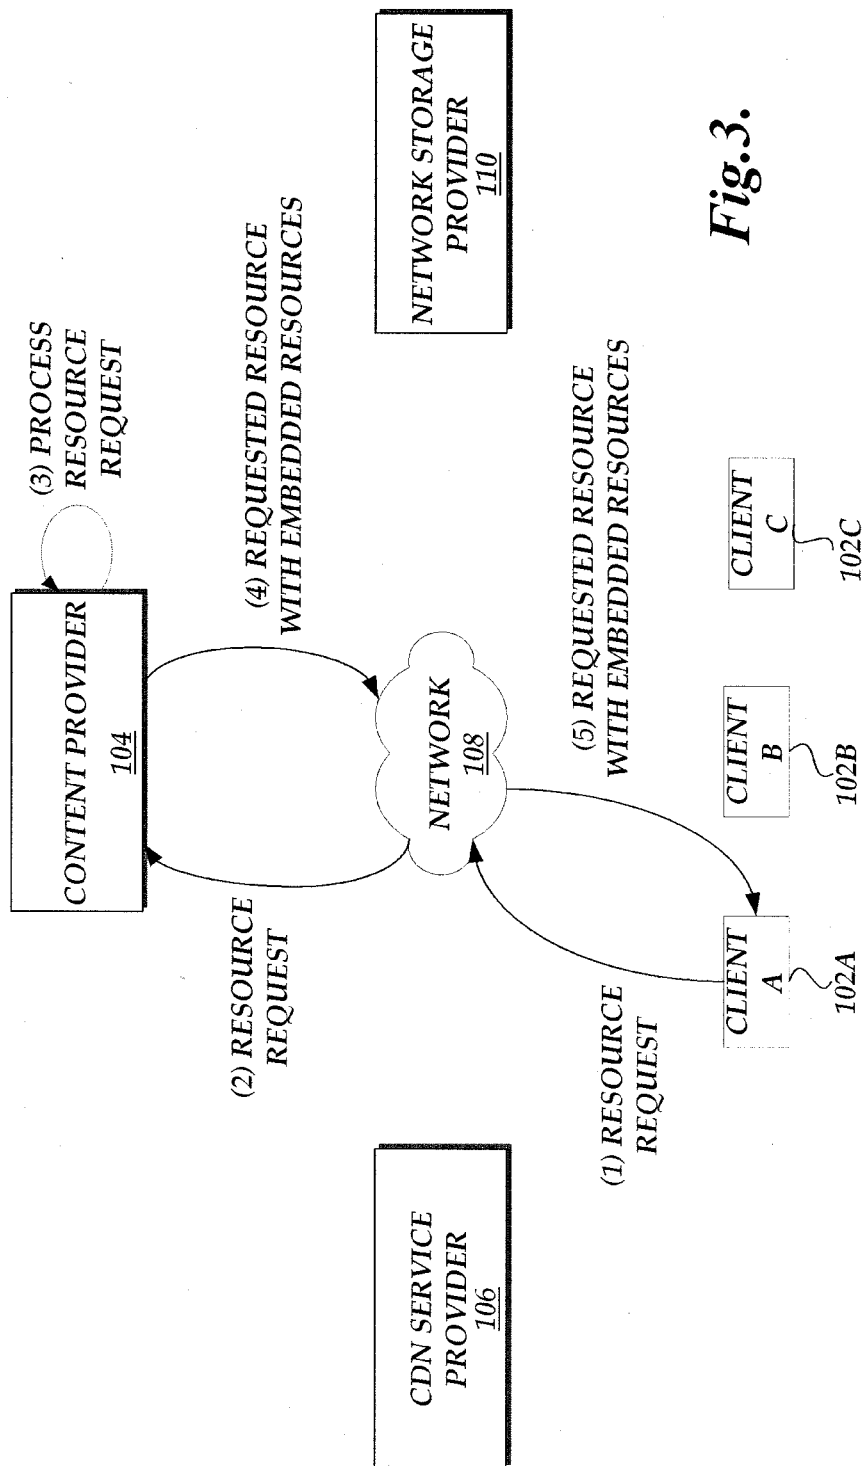 CONTENT PROVIDER
104
(3) PROCESS
RESOURCE
REQUEST
(2) RESOURCE
REQUEST
(4) REQUESTED RESOURCE
WITH EMBEDDED RESOURCES
CDN SERVICE
PROVIDER
106
NETWORK
108
NETWORK STORAGE
PROVIDER
110
(1) RESOURCE
REQUEST
(5) REQUESTED RESOURCE
WITH EMBEDDED RESOURCES
CLIENT
A
102A
CLIENT
B
102B
CLIENT
C
102C
Fig.3.